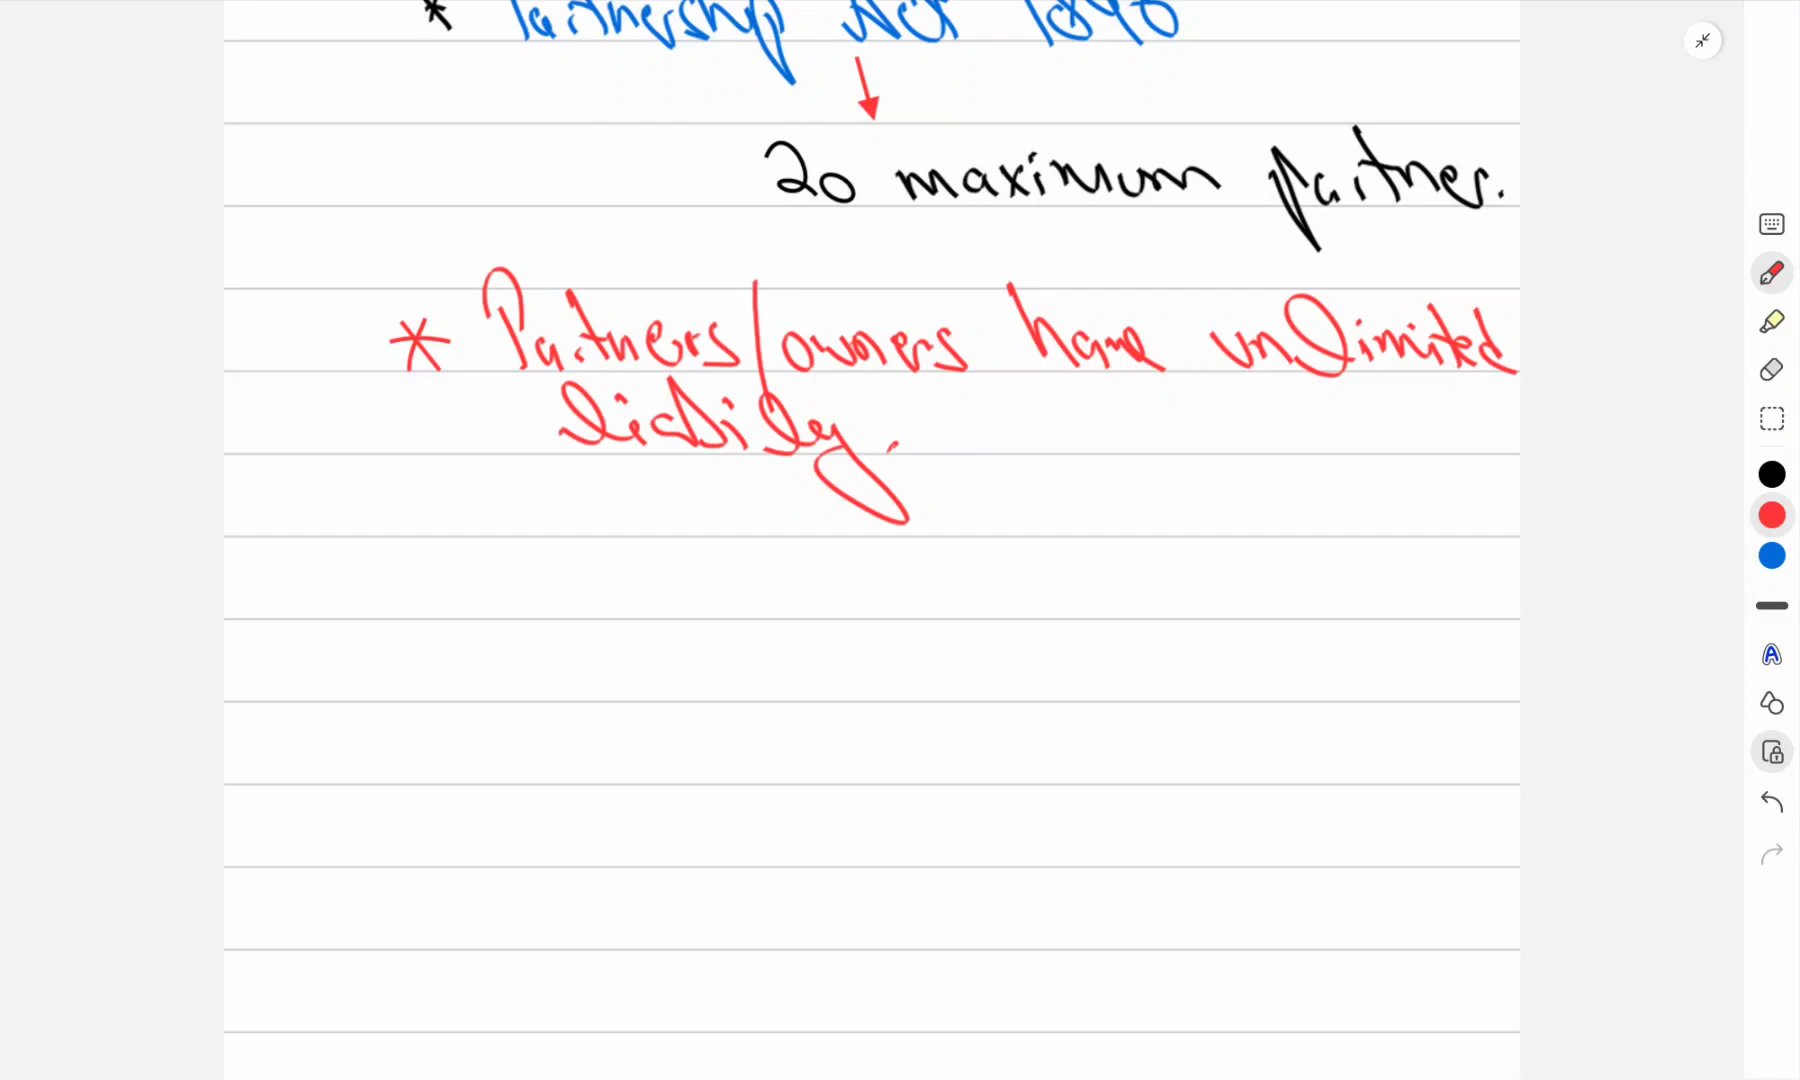 * Partnership Act 1890
20 maximum partner.
* Partners/owners have unlimited
liability.